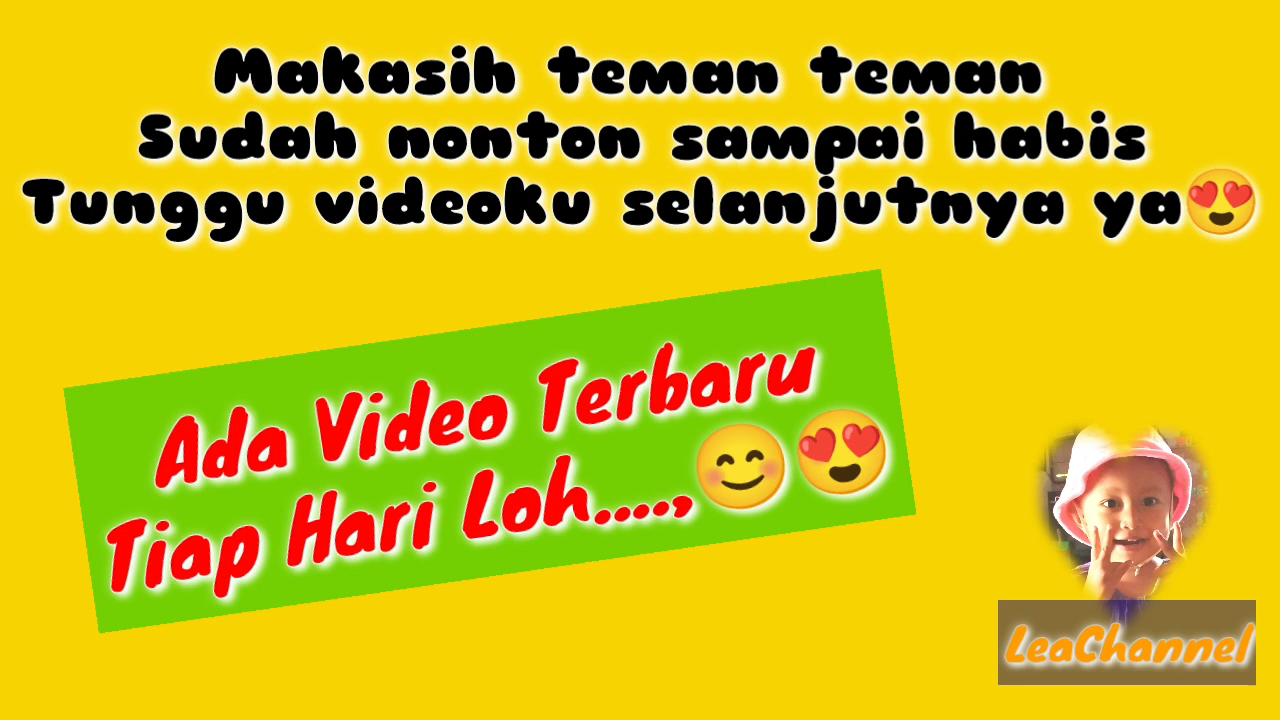 Makasih teman teman
Sudah nonton sampai habis
Tunggu videoku selanjutnya ya😍
Ada Video Terbaru
Tiap Hari Loh....,😊😍
LeaChannel